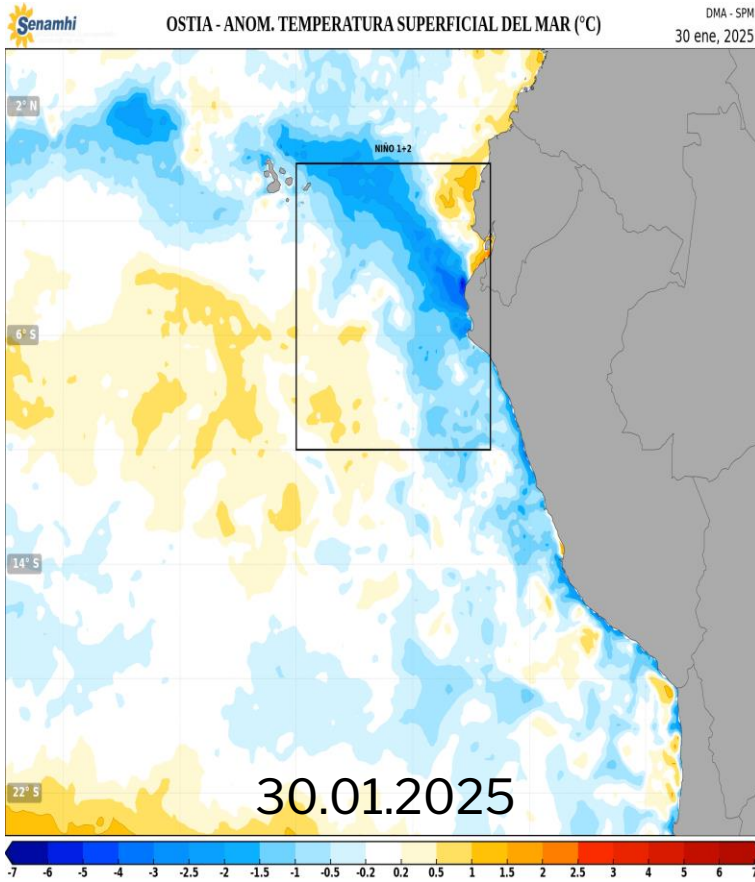 Senamhi
OSTIA - ANOM. TEMPERATURA SUPERFICIAL DEL MAR (°C)
DMA - SPM
30 ene, 2025
2° N
NIÑO 1+2
6° S
14° S
22° S
30.01.2025
-7 -6 -5 -4 -3 -2.5 -2 -1.5 -1 -0.5 -0.2 0.2 0.5 1 1.5 2 2.5 3 4 5 6